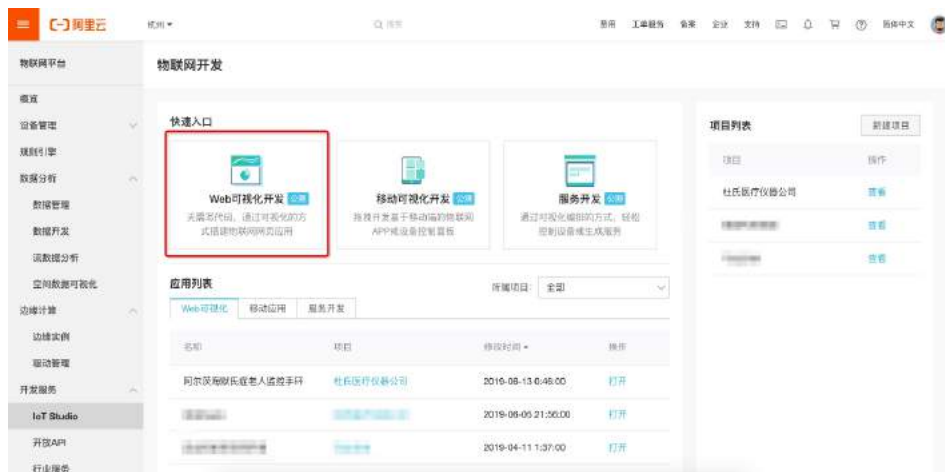 阿里云
杭州
搜索
费用 工单服务 备案 企业 支持 简体中文
物联网平台
物联网开发
概览
设备管理
规则引擎
数据分析
数据管理
数据开发
流数据分析
空间数据可视化
边缘计算
边缘实例
驱动管理
开发服务
IoT Studio
开放API
行业服务
快速入口
Web可视化开发 公测
无需写代码，通过可视化的方
式搭建物联网网页应用
移动可视化开发 公测
拖拽开发基于移动端的物联网
APP或设备控制面板
服务开发 公测
通过可视化编辑的方式，轻松
控制设备或生成服务
应用列表
所属项目: 全部
Web可视化 移动应用 服务开发
名称 项目 修改时间 操作
阿尔茨海默氏症老人监控手环 杜氏医疗仪器公司 2019-08-13 0:46:00 打开
2019-06-05 21:56:00 打开
2019-04-11 1:37:00 打开
项目列表 新建项目
项目 操作
杜氏医疗仪器公司 查看
查看
查看